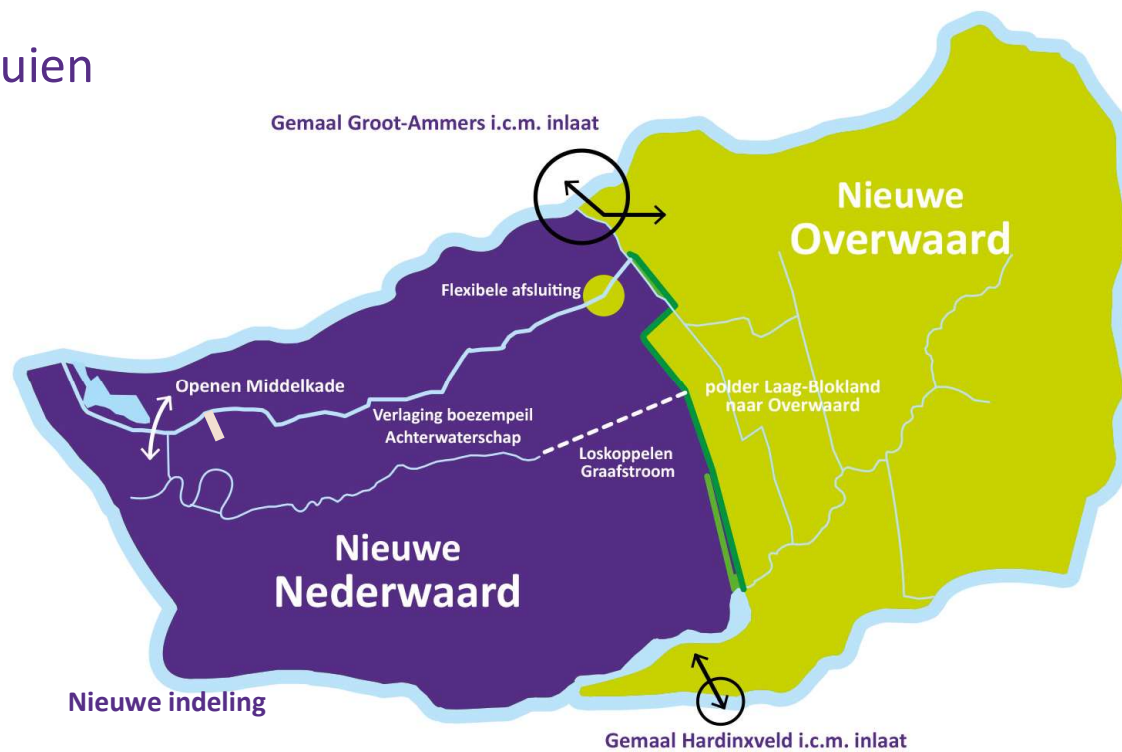 uien
Gemaal Groot-Ammers i.c.m. inlaat
Nieuwe
Overwaard
Flexibele afsluiting
Openen Middelkade
Verlaging boezempeil
Achterwaterschap
polder Laag-Blokland
naar Overwaard
Loskoppelen
Graafstroom
Nieuwe
Nederwaard
Nieuwe indeling
Gemaal Hardinxveld i.c.m. inlaat